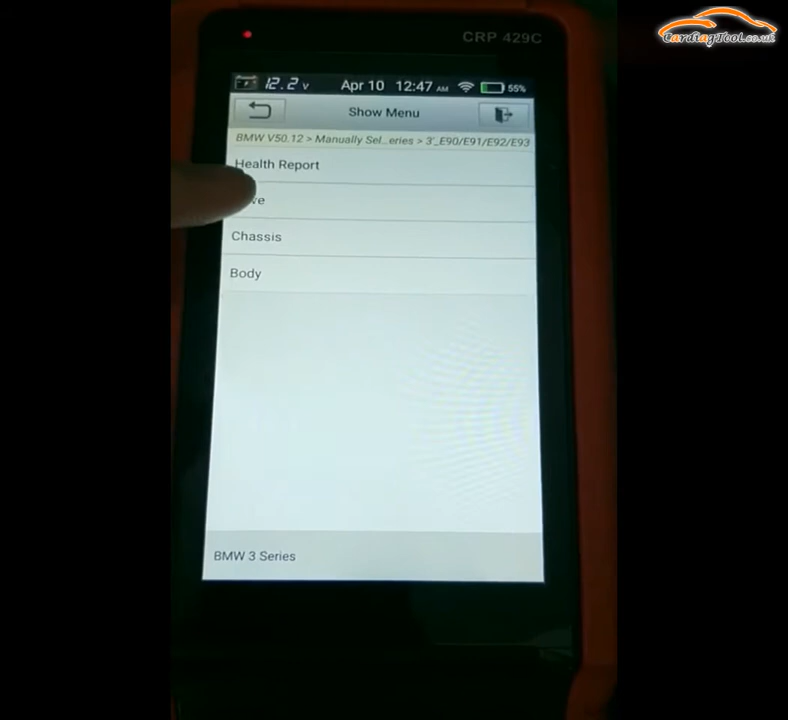 CRP 429C
CardiagTool.co.uk
12.2 v Apr 10 12:47 AM 55%
Show Menu
BMW V50.12 > Manually Sel...eries > 3'_E90/E91/E92/E93
Health Report
Chassis
Body
BMW 3 Series